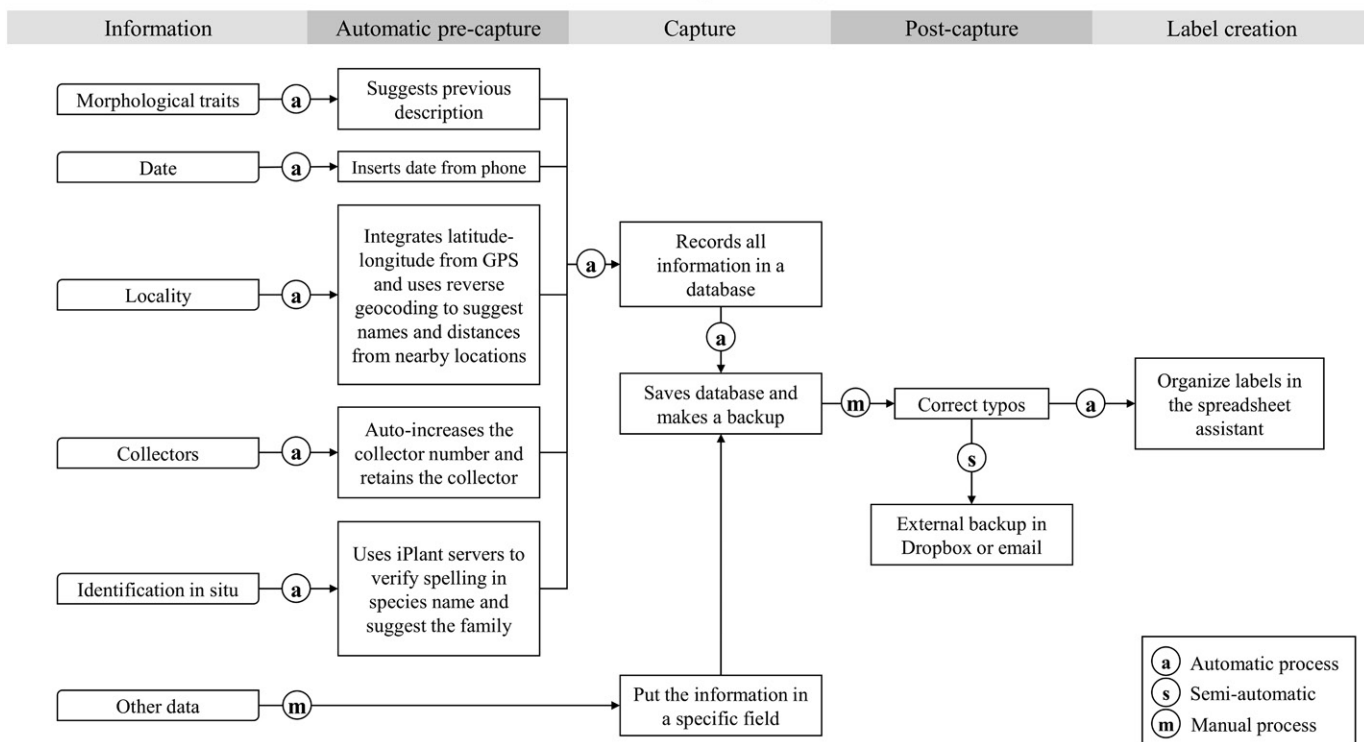 Information
Automatic pre-capture
Capture
Post-capture
Label creation
Morphological traits
a
Suggests previous
description
Date
a
Inserts date from phone
Locality
a
Integrates latitude-
longitude from GPS
and uses reverse
geocoding to suggest
names and distances
from nearby locations
Collectors
a
Auto-increases the
collector number and
retains the collector
Identification in situ
a
Uses iPlant servers to
verify spelling in
species name and
suggest the family
Other data
m
a
Records all
information in a
database
a
Saves database and
makes a backup
Put the information in
a specific field
m
Correct typos
s
External backup in
Dropbox or email
a
Organize labels in
the spreadsheet
assistant
a Automatic process
s Semi-automatic
m Manual process